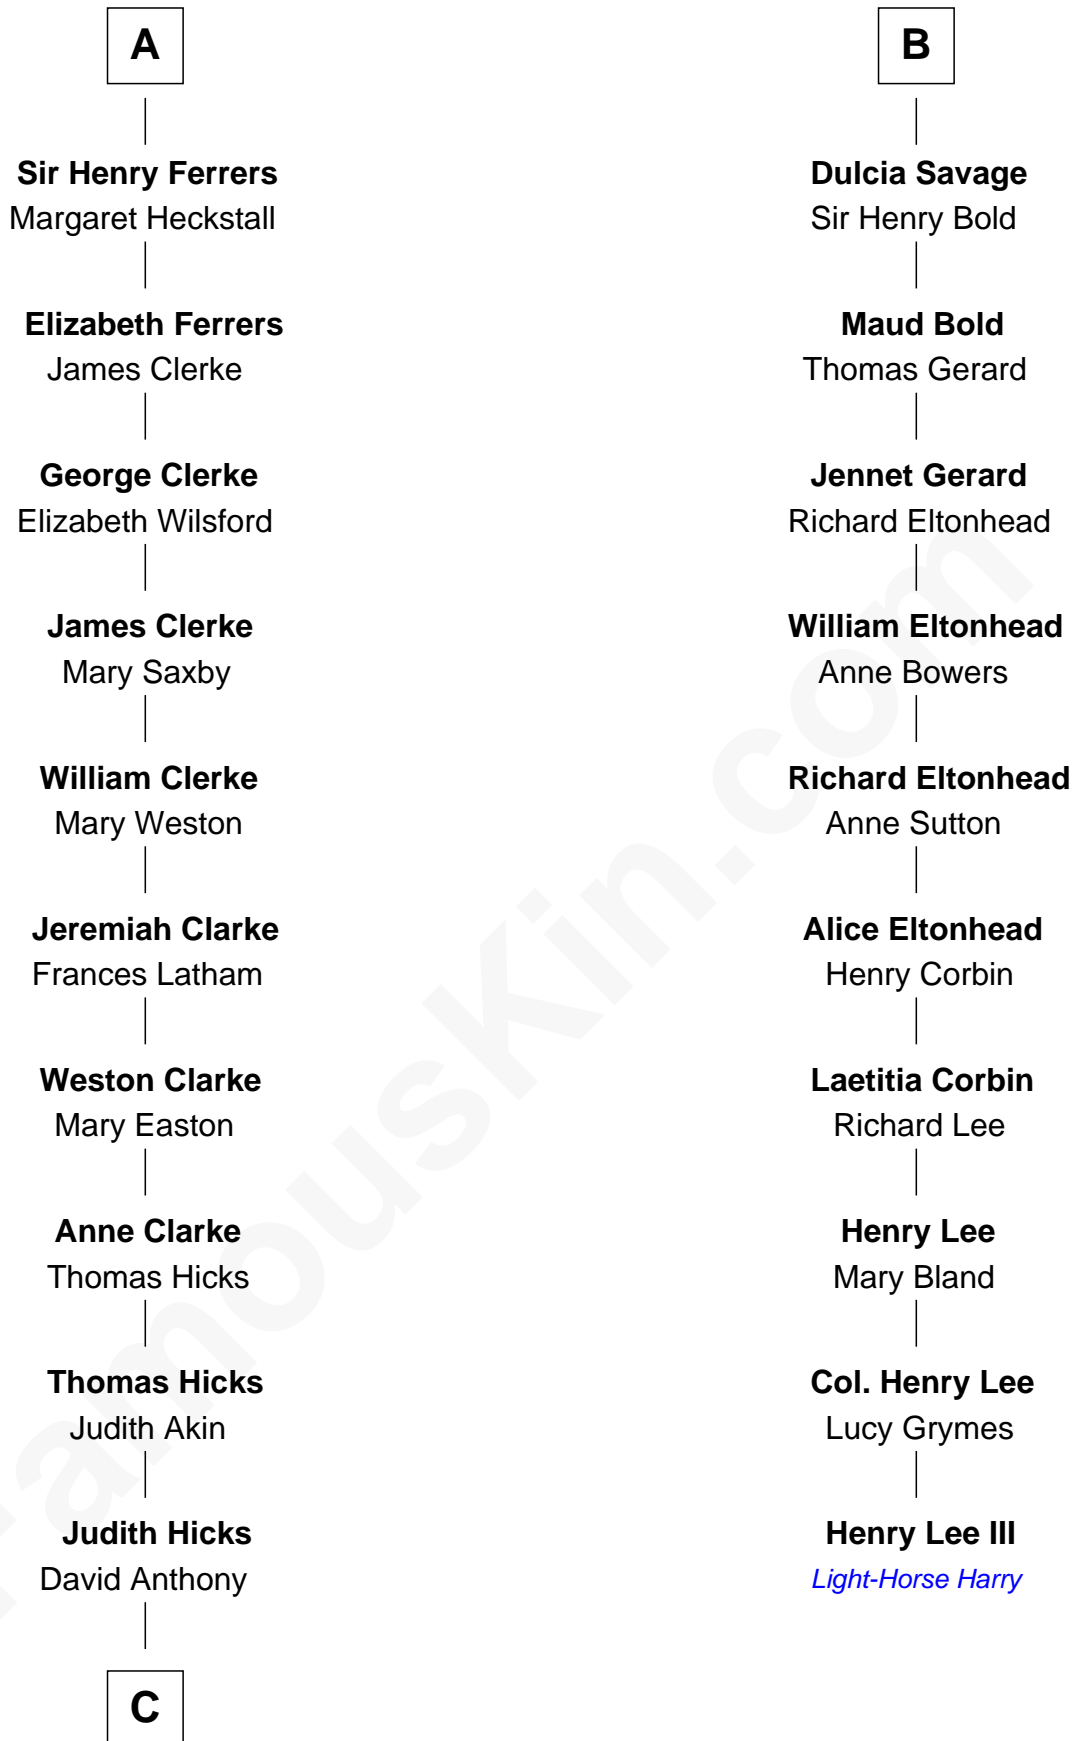 A
Sir Henry Ferrers
Margaret Heckstall
Elizabeth Ferrers
James Clerke
George Clerke
Elizabeth Wilsford
James Clerke
Mary Saxby
William Clerke
Mary Weston
Jeremiah Clarke
Frances Latham
Weston Clarke
Mary Easton
Anne Clarke
Thomas Hicks
Thomas Hicks
Judith Akin
Judith Hicks
David Anthony
C
B
Dulcia Savage
Sir Henry Bold
Maud Bold
Thomas Gerard
Jennet Gerard
Richard Eltonhead
William Eltonhead
Anne Bowers
Richard Eltonhead
Anne Sutton
Alice Eltonhead
Henry Corbin
Laetitia Corbin
Richard Lee
Henry Lee
Mary Bland
Col. Henry Lee
Lucy Grymes
Henry Lee III
Light-Horse Harry
FamousKin.com